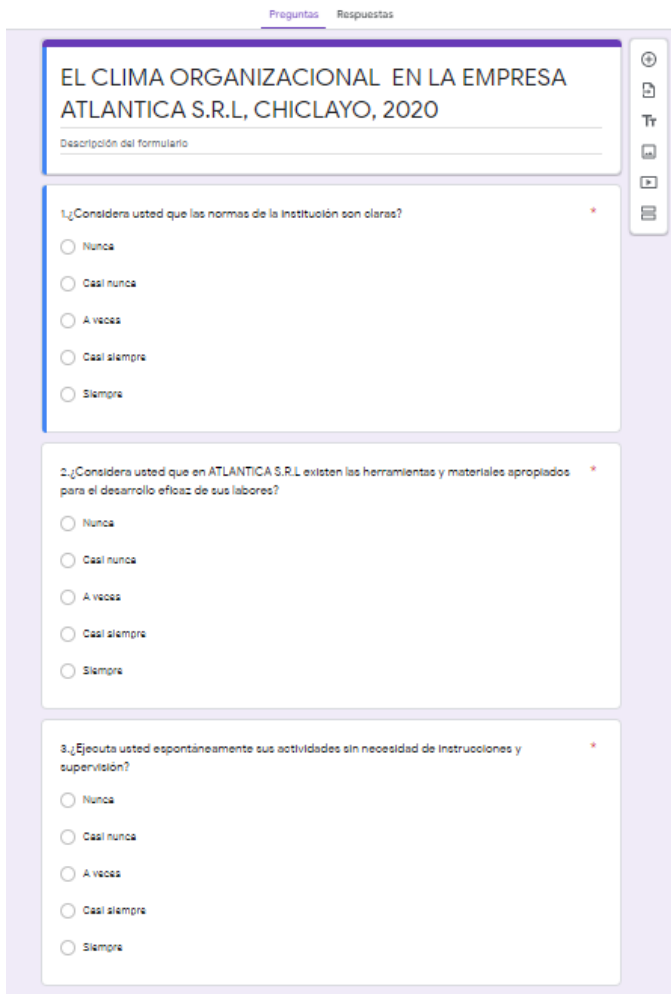 Preguntas Respuestas
EL CLIMA ORGANIZACIONAL EN LA EMPRESA
ATLANTICA S.R.L, CHICLAYO, 2020
Descripción del formulario
1.¿Considera usted que las normas de la institución son claras? *
Nunca
Casi nunca
A veces
Casi siempre
Siempre
2.¿Considera usted que en ATLANTICA S.R.L existen las herramientas y materiales apropiados *
para el desarrollo eficaz de sus labores?
Nunca
Casi nunca
A veces
Casi siempre
Siempre
3.¿Ejecuta usted espontáneamente sus actividades sin necesidad de instrucciones y *
supervisión?
Nunca
Casi nunca
A veces
Casi siempre
Siempre